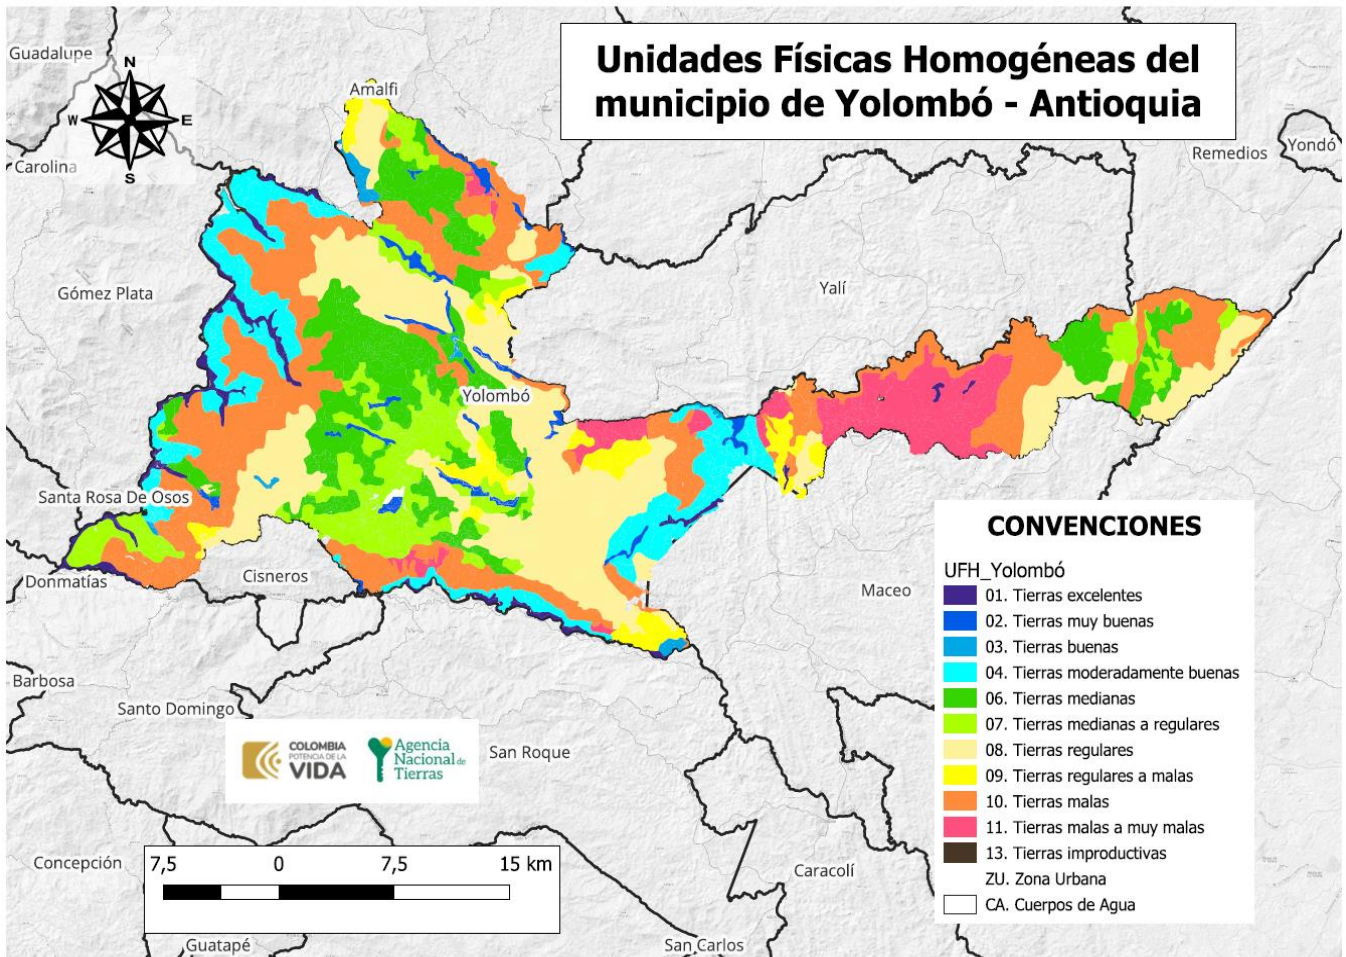 Unidades Físicas Homogéneas del
municipio de Yolombó - Antioquia
Guadalupe
N
W
E
S
Carolina
Amalfi
Remedios
Yondó
Gómez Plata
Yalí
Yolombó
Santa Rosa De Osos
Donmatías
Cisneros
Maceo
Barbosa
Santo Domingo
San Roque
Concepción
Caracolí
Guatapé
San Carlos
COLOMBIA
POTENCIA DE LA
VIDA
Agencia
Nacional de
Tierras
7,5 0 7,5 15 km
CONVENCIONES
UFH_Yolombó
01. Tierras excelentes
02. Tierras muy buenas
03. Tierras buenas
04. Tierras moderadamente buenas
06. Tierras medianas
07. Tierras medianas a regulares
08. Tierras regulares
09. Tierras regulares a malas
10. Tierras malas
11. Tierras malas a muy malas
13. Tierras improductivas
ZU. Zona Urbana
CA. Cuerpos de Agua